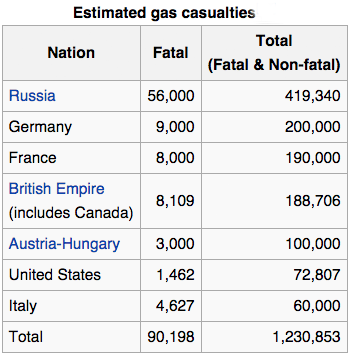 Estimated gas casualties
Nation Fatal Total
(Fatal & Non-fatal)
Russia 56,000 419,340
Germany 9,000 200,000
France 8,000 190,000
British Empire
(includes Canada) 8,109 188,706
Austria-Hungary 3,000 100,000
United States 1,462 72,807
Italy 4,627 60,000
Total 90,198 1,230,853